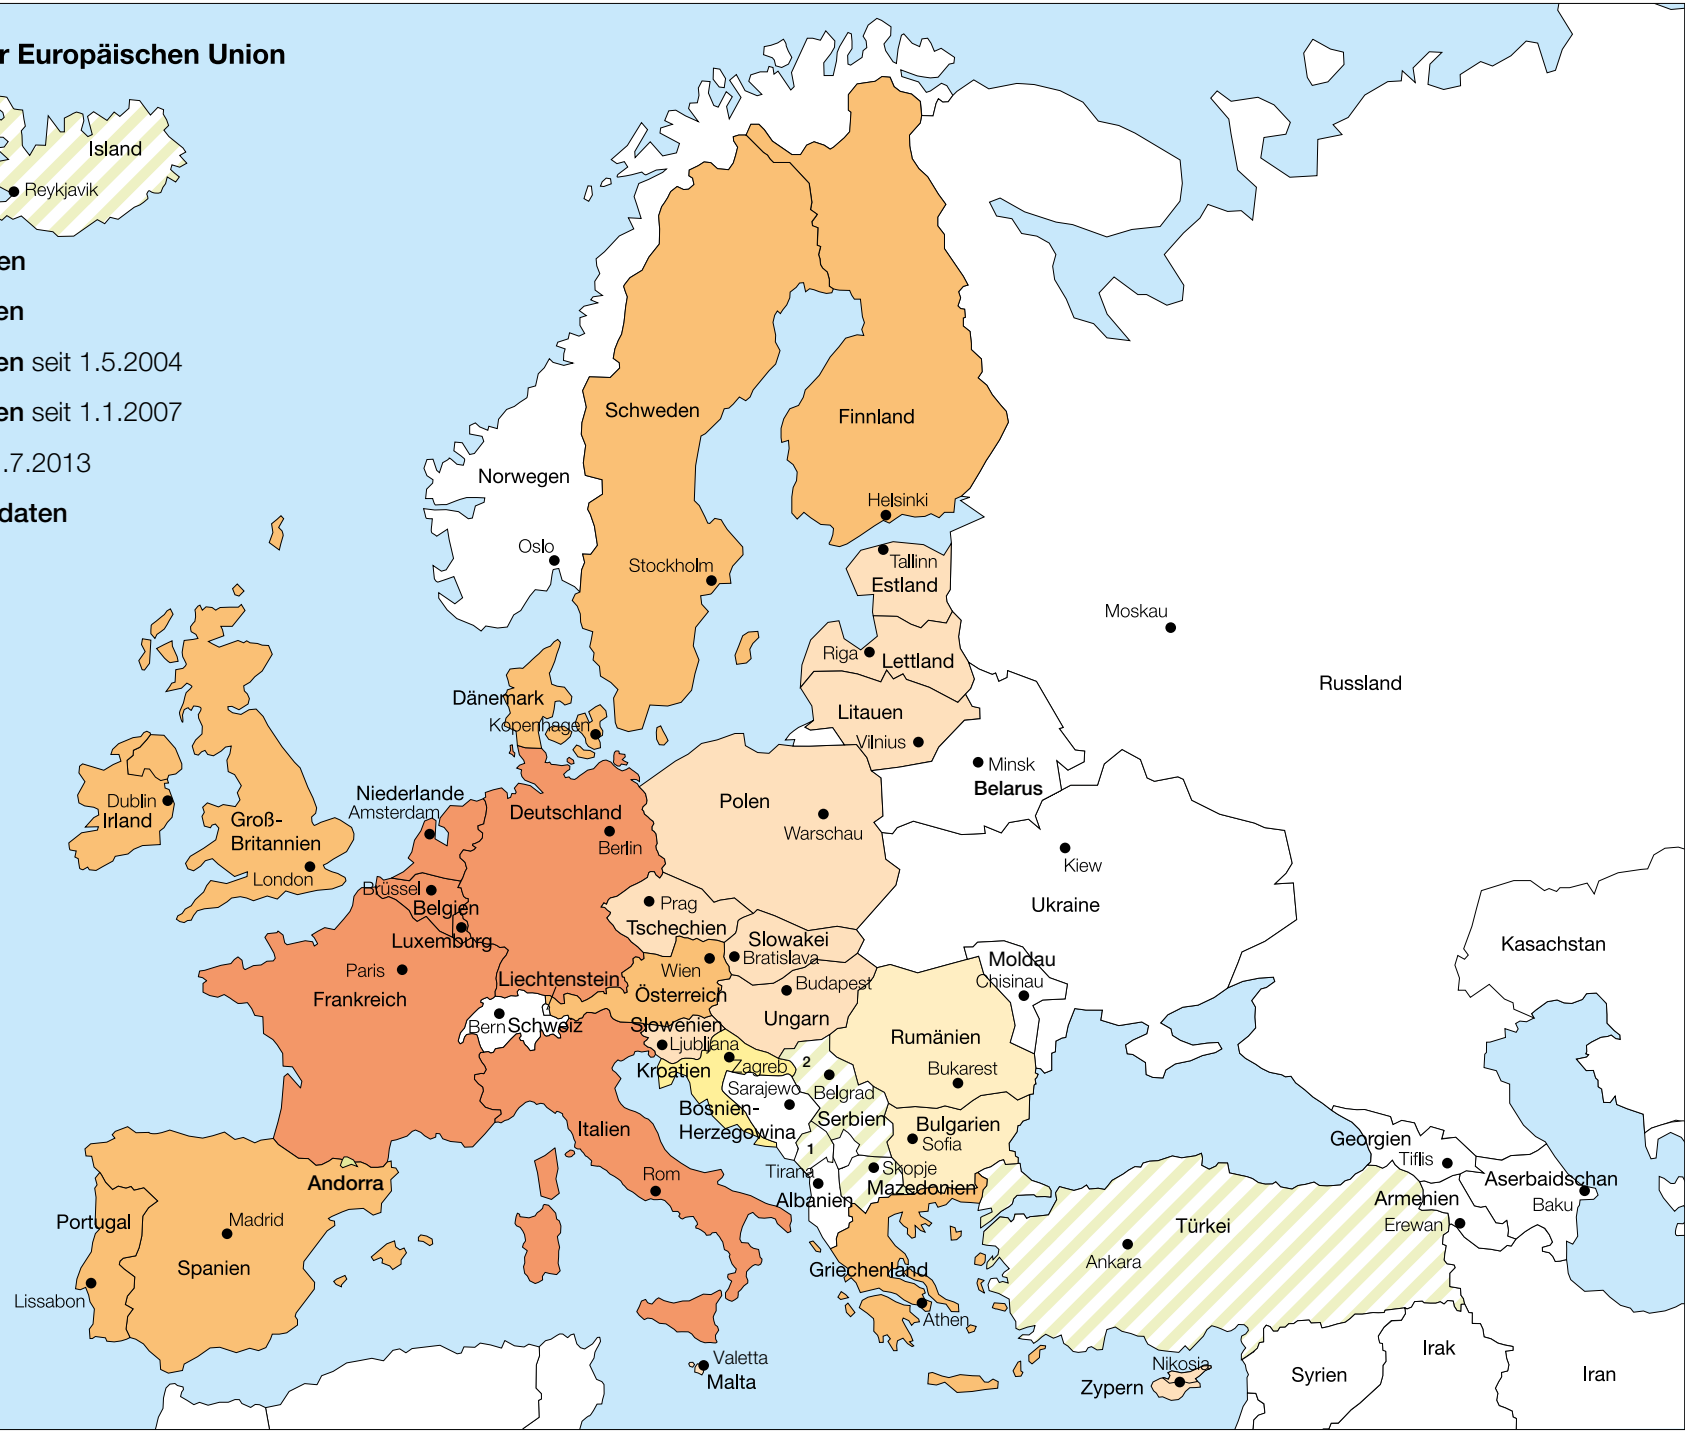 r Europäischen Union
Island
Reykjavik
en
en
en seit 1.5.2004
en seit 1.1.2007
.7.2013
daten
Schweden
Finnland
Norwegen
Helsinki
Oslo
Tallinn
Stockholm
Estland
Moskau
Riga
Lettland
Russland
Dänemark
Litauen
Kopenhagen
Vilnius
Minsk
Belarus
Niederlande
Amsterdam
Deutschland
Polen
Dublin
Irland
Groß-
Britannien
Warschau
Berlin
Kiew
London
Brüssel
Belgien
Prag
Ukraine
Tschechien
Luxemburg
Slowakei
Bratislava
Kasachstan
Paris
Wien
Moldau
Chisinau
Liechtenstein
Frankreich
Österreich
Budapest
Ungarn
Bern
Schweiz
Slowenien
Ljubljana
Rumänien
Kroatien
Zagreb
2
Bukarest
Sarajewo
Belgrad
Bosnien-
Herzegowina
Serbien
Bulgarien
Sofia
Italien
1
Georgien
Tiflis
Tirana
Skopje
Mazedonien
Andorra
Rom
Albanien
Aserbaidschan
Baku
Armenien
Erewan
Portugal
Madrid
Türkei
Spanien
Ankara
Griechenland
Lissabon
Athen
Valetta
Malta
Nikosia
Zypern
Syrien
Irak
Iran